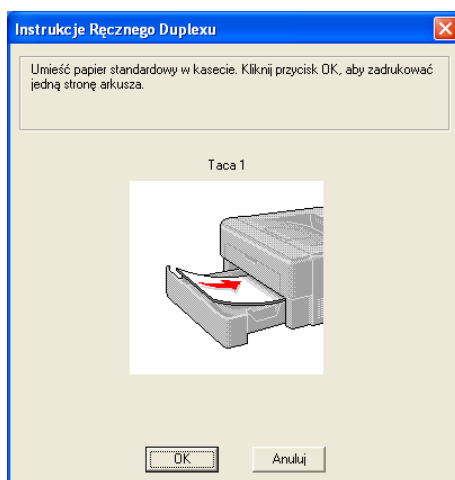 Instrukcje Ręcznego Duplexu
Umieść papier standardowy w kasecie. Kliknij przycisk OK, aby zadrukować
jedną stronę arkusza.
Taca 1
OK
Anuluj